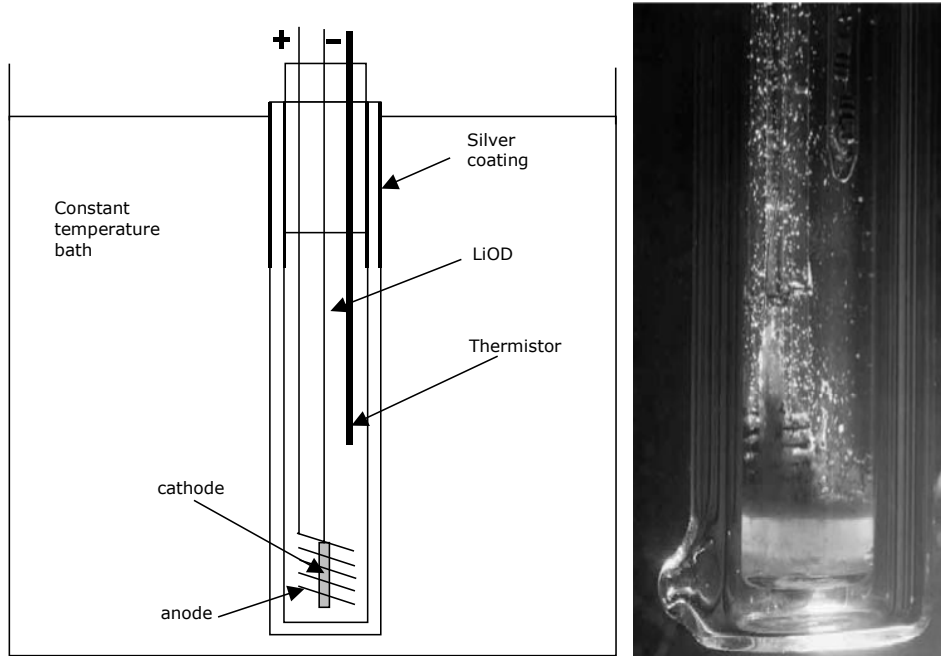 + −
Silver
coating
Constant
temperature
bath
LiOD
Thermistor
cathode
anode